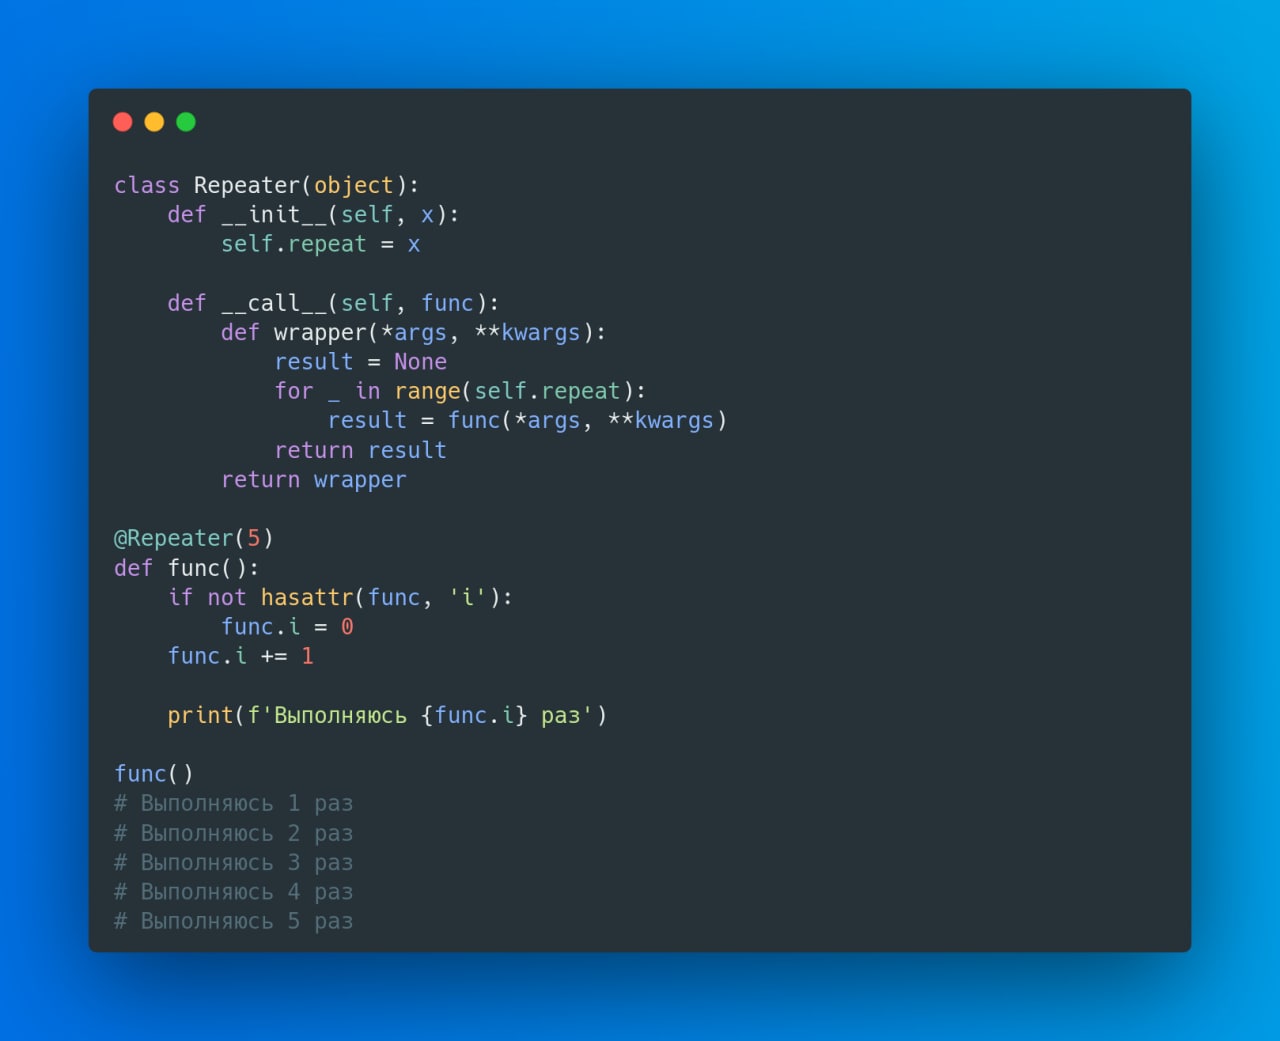 class Repeater(object):
    def __init__(self, x):
        self.repeat = x

    def __call__(self, func):
        def wrapper(*args, **kwargs):
            result = None
            for _ in range(self.repeat):
                result = func(*args, **kwargs)
            return result
        return wrapper

@Repeater(5)
def func():
    if not hasattr(func, 'i'):
        func.i = 0
    func.i += 1

    print(f'Выполняюсь {func.i} раз')

func()
# Выполняюсь 1 раз
# Выполняюсь 2 раз
# Выполняюсь 3 раз
# Выполняюсь 4 раз
# Выполняюсь 5 раз